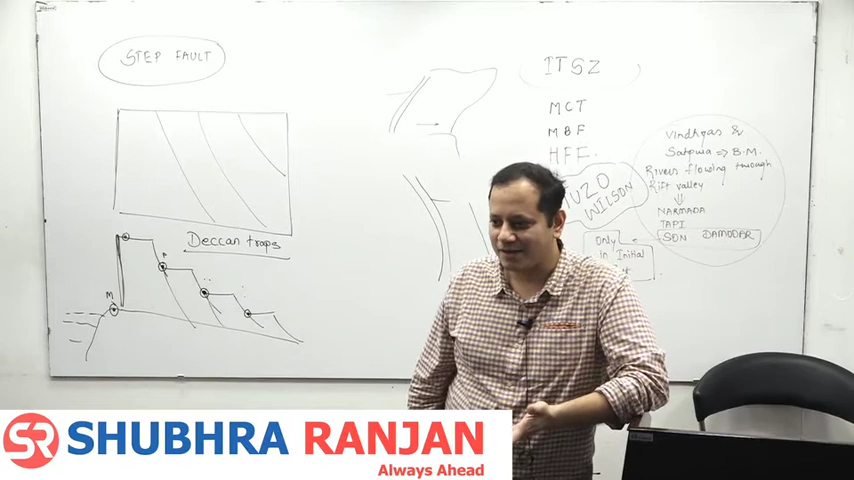 STEP FAULT
Deccan traps
M
P
ITSZ
MCT
MBF
HFF
TUZO
WILSON
Only
In Initial
Vindhyas &
Satpura ⇒ B.M.
Rivers flowing through
Rift valley
⇓
NARMADA
TAPI
SON DAMODAR
SR SHUBHRA RANJAN
Always Ahead